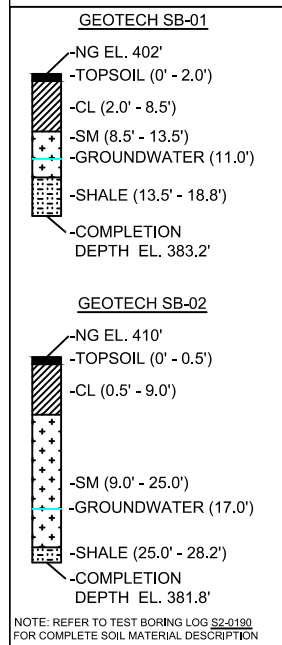 GEOTECH SB-01
-NG EL. 402'
-TOPSOIL (0' - 2.0')
-CL (2.0' - 8.5')
-SM (8.5' - 13.5')
-GROUNDWATER (11.0')
-SHALE (13.5' - 18.8')
-COMPLETION
DEPTH EL. 383.2'
GEOTECH SB-02
-NG EL. 410'
-TOPSOIL (0' - 0.5')
-CL (0.5' - 9.0')
-SM (9.0' - 25.0')
-GROUNDWATER (17.0')
-SHALE (25.0' - 28.2')
-COMPLETION
DEPTH EL. 381.8'
NOTE: REFER TO TEST BORING LOG S2-0190
FOR COMPLETE SOIL MATERIAL DESCRIPTION